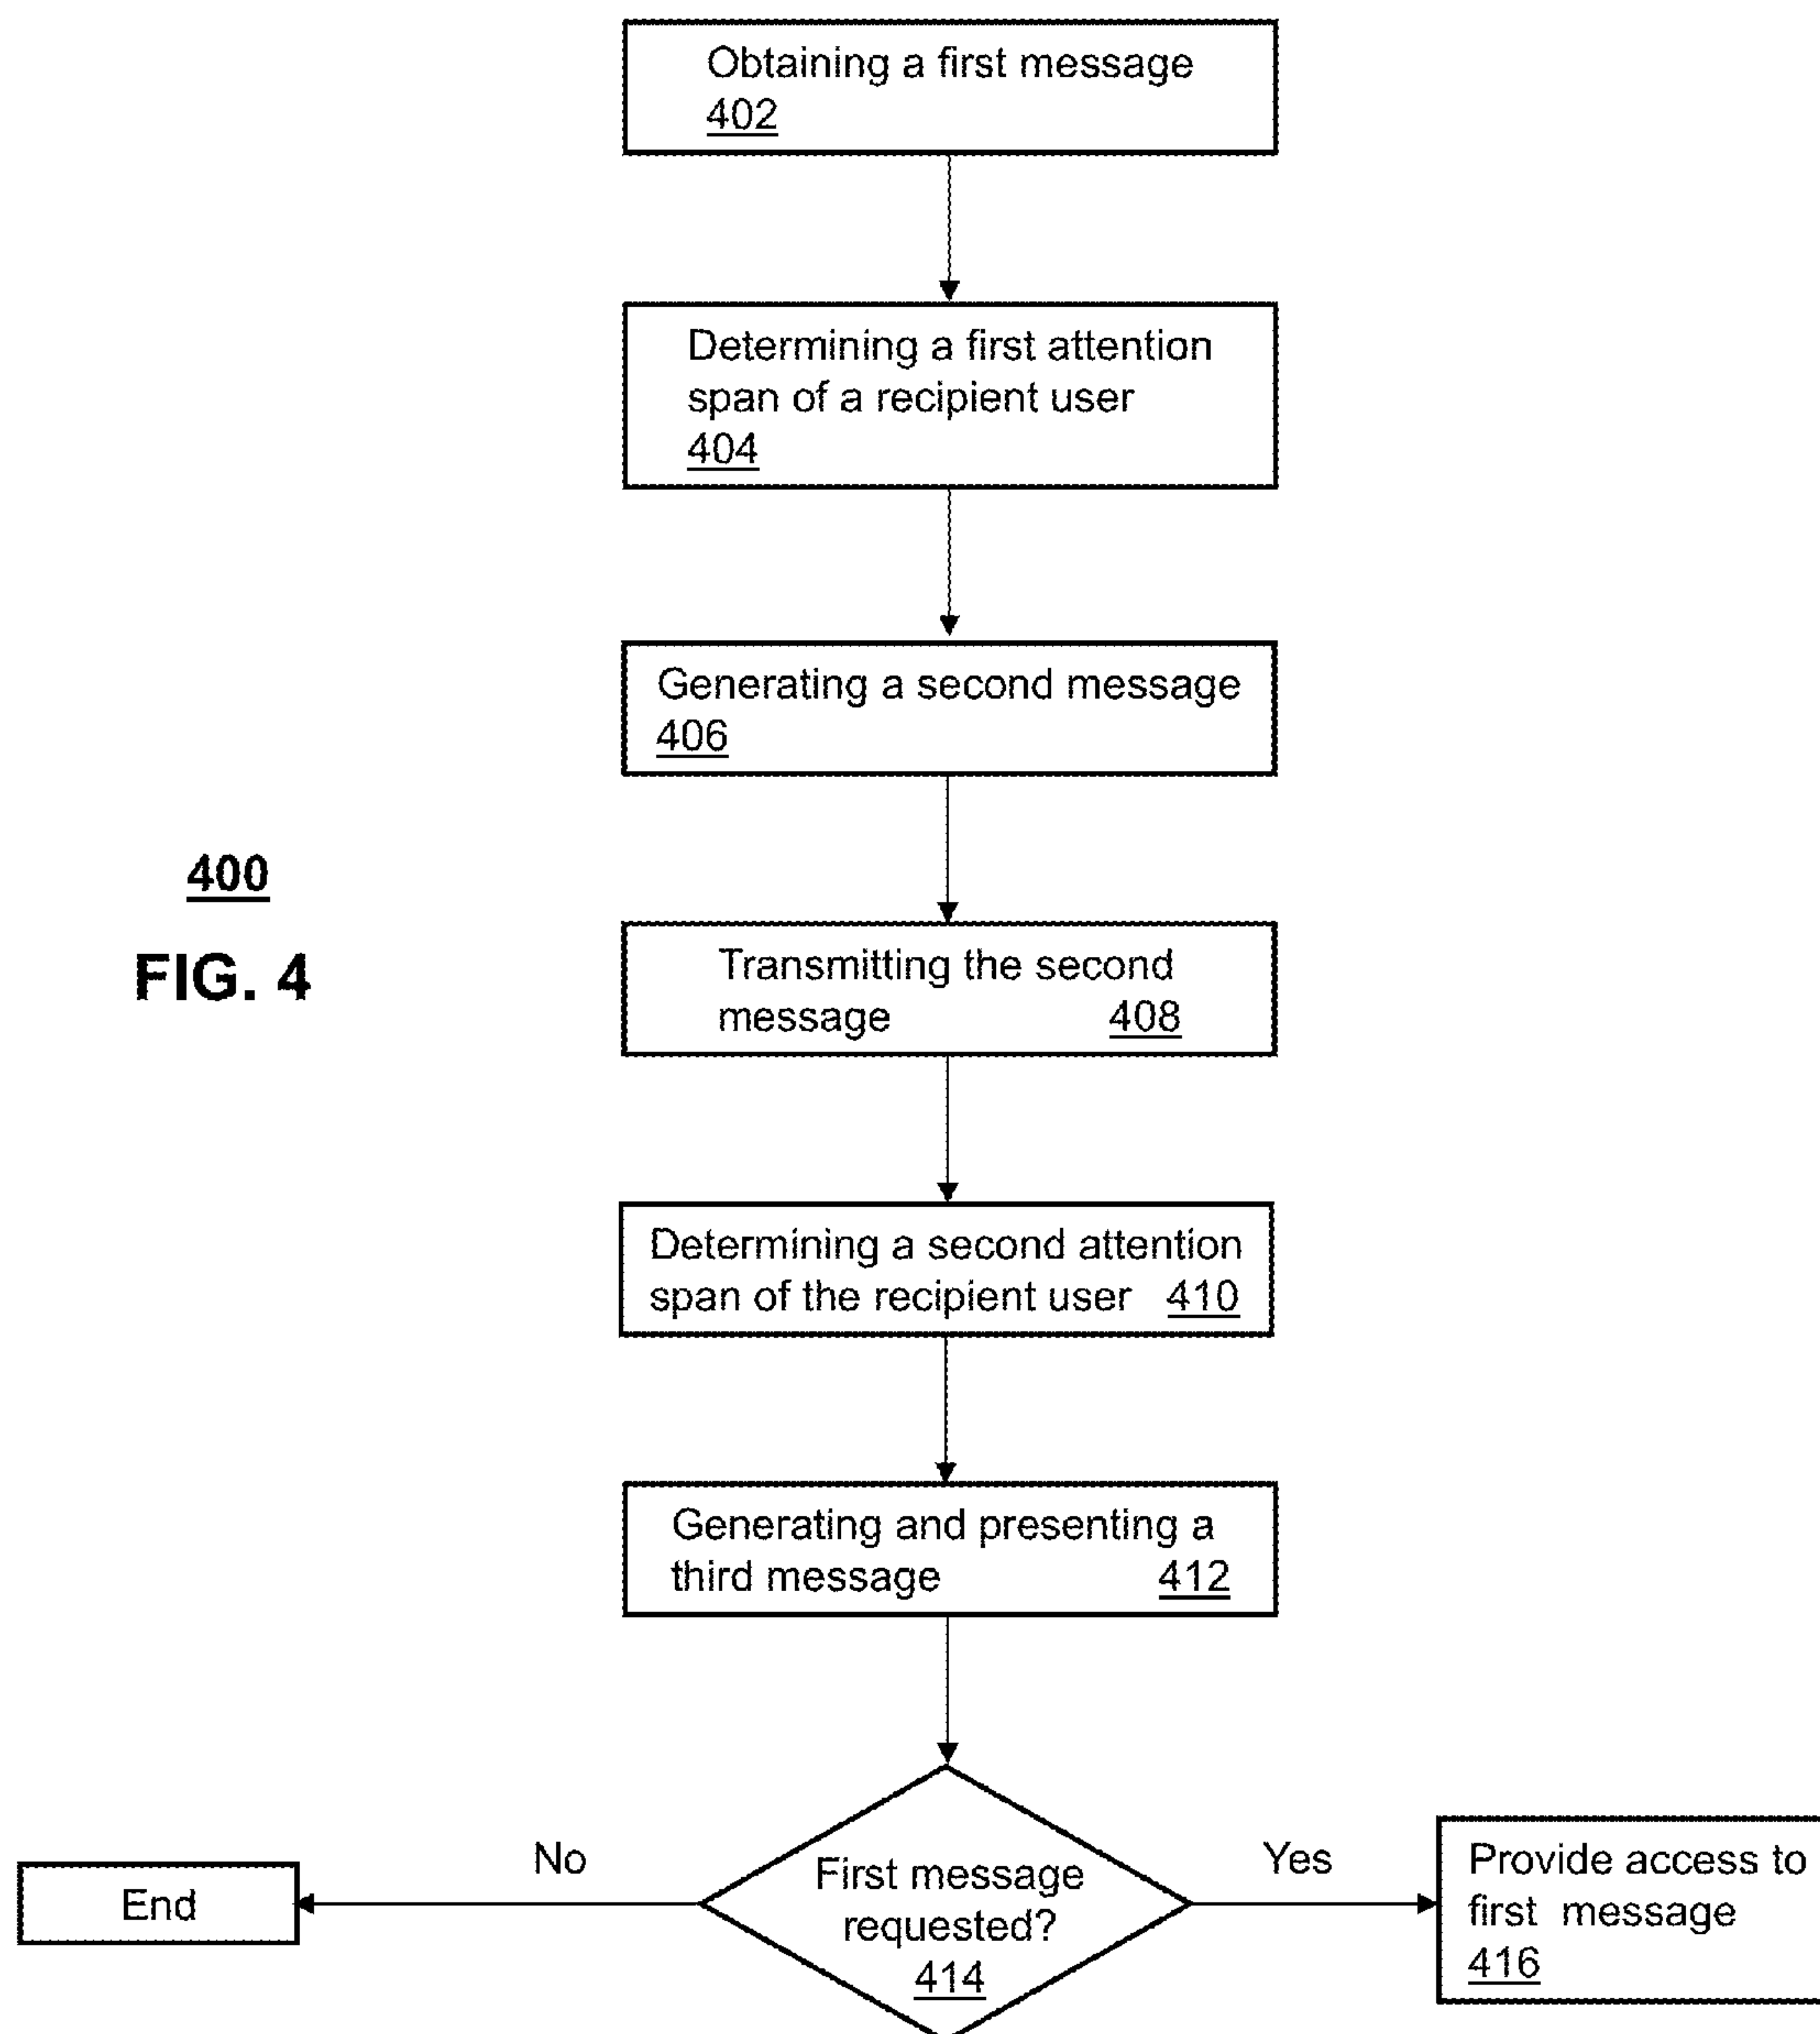 Obtaining a first message
402
Determining a first attention
span of a recipient user
404
Generating a second message
406
400
FIG. 4
Transmitting the second
message 408
Determining a second attention
span of the recipient user 410
Generating and presenting a
third message 412
End
No
First message
requested?
414
Yes
Provide access to
first message
416